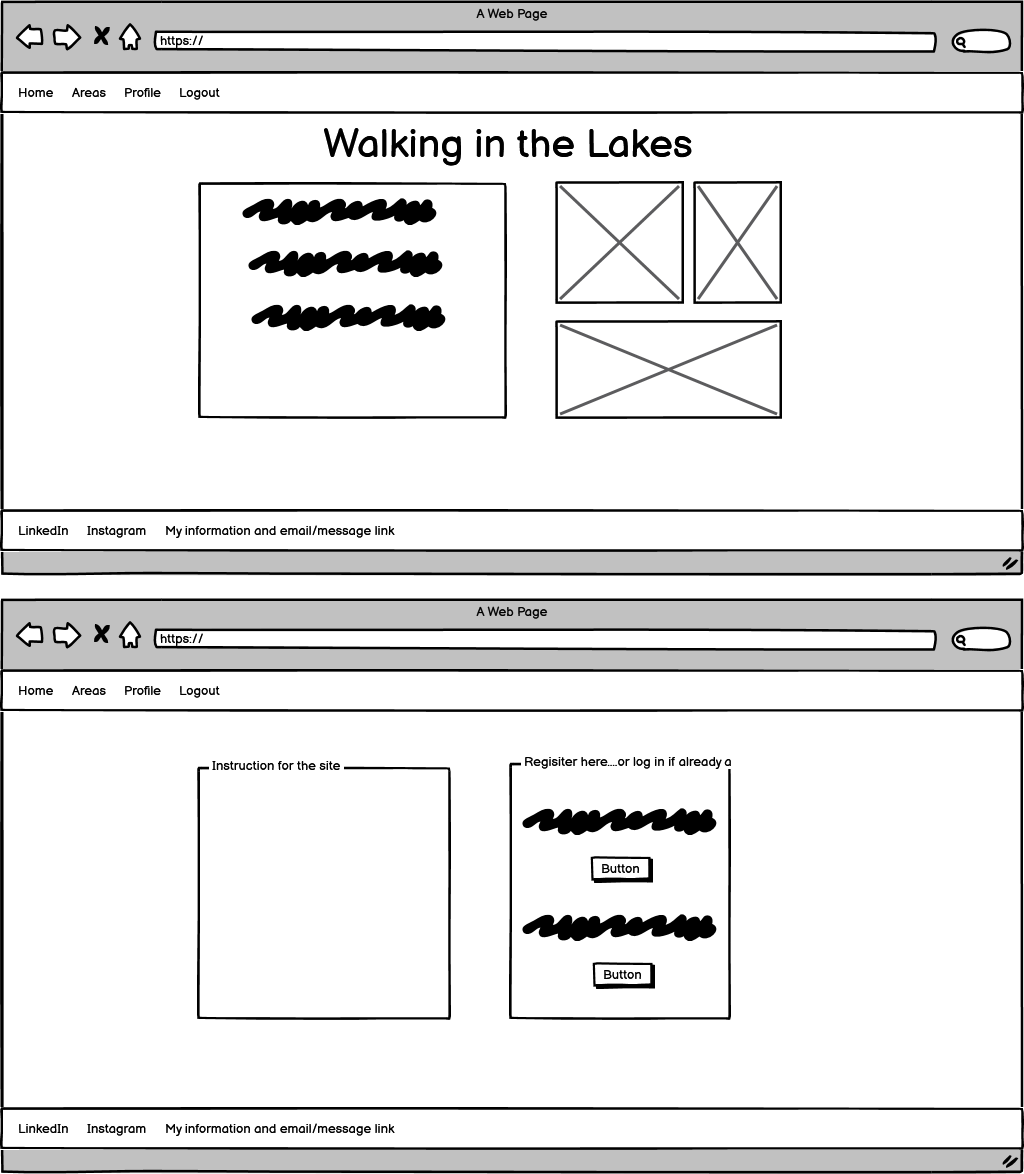 A Web Page
https://
Home Areas Profile Logout
Walking in the Lakes
LinkedIn Instagram My information and email/message link
A Web Page
https://
Home Areas Profile Logout
Instruction for the site
Regisiter here....or log in if already a
Button
Button
LinkedIn Instagram My information and email/message link